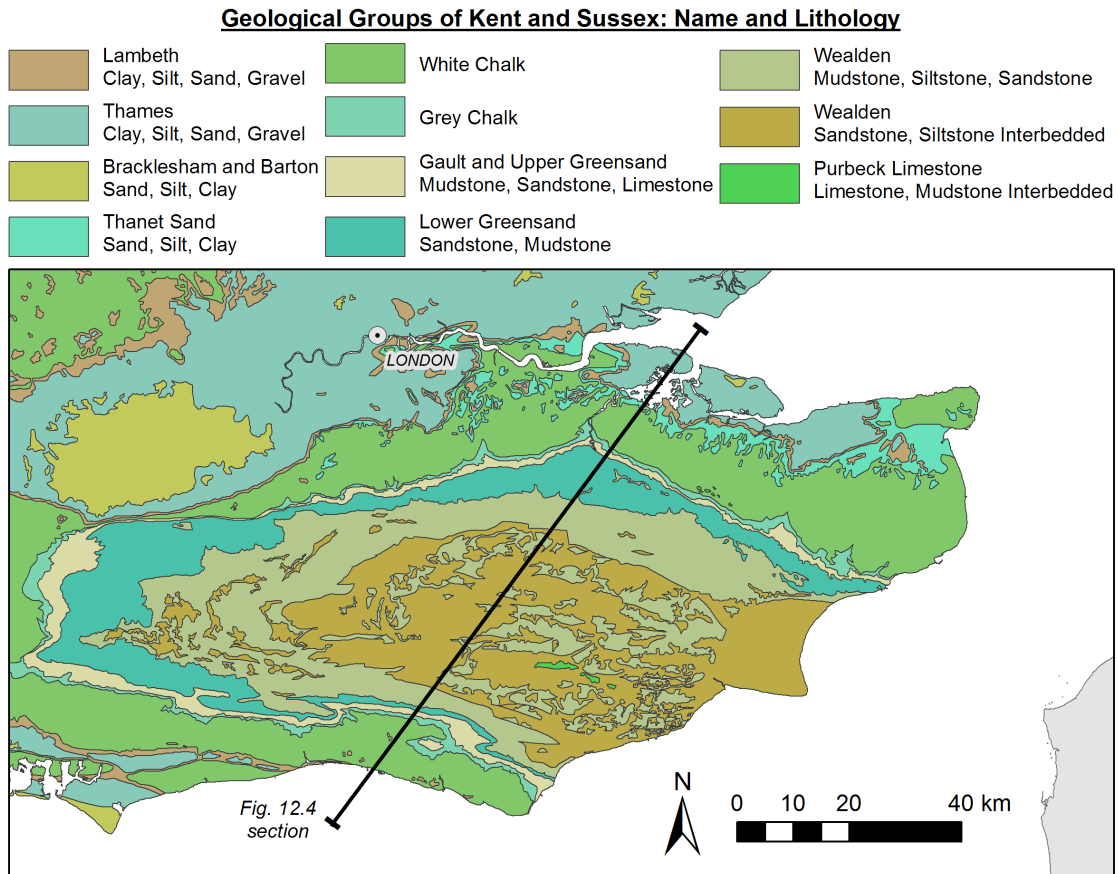 Geological Groups of Kent and Sussex: Name and Lithology
Lambeth
Clay, Silt, Sand, Gravel
Thames
Clay, Silt, Sand, Gravel
Bracklesham and Barton
Sand, Silt, Clay
Thanet Sand
Sand, Silt, Clay
White Chalk
Grey Chalk
Gault and Upper Greensand
Mudstone, Sandstone, Limestone
Lower Greensand
Sandstone, Mudstone
Wealden
Mudstone, Siltstone, Sandstone
Wealden
Sandstone, Siltstone Interbedded
Purbeck Limestone
Limestone, Mudstone Interbedded
LONDON
Fig. 12.4
section
N
0 10 20 40 km